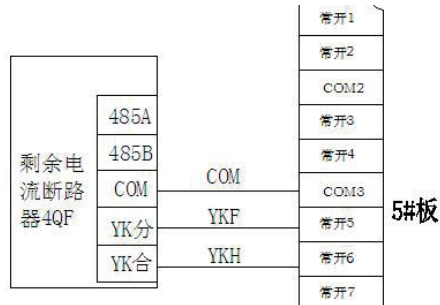 常开1
常开2
COM2
常开3
常开4
COM3
常开5
常开6
常开7
5#板
剩余电
流断路
器4QF
485A
485B
COM
YK分
YK合
COM
YKF
YKH